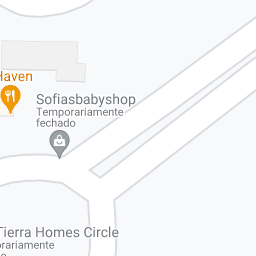 Haven
Sofiasbabyshop
Temporariamente
fechado
Tierra Homes Circle